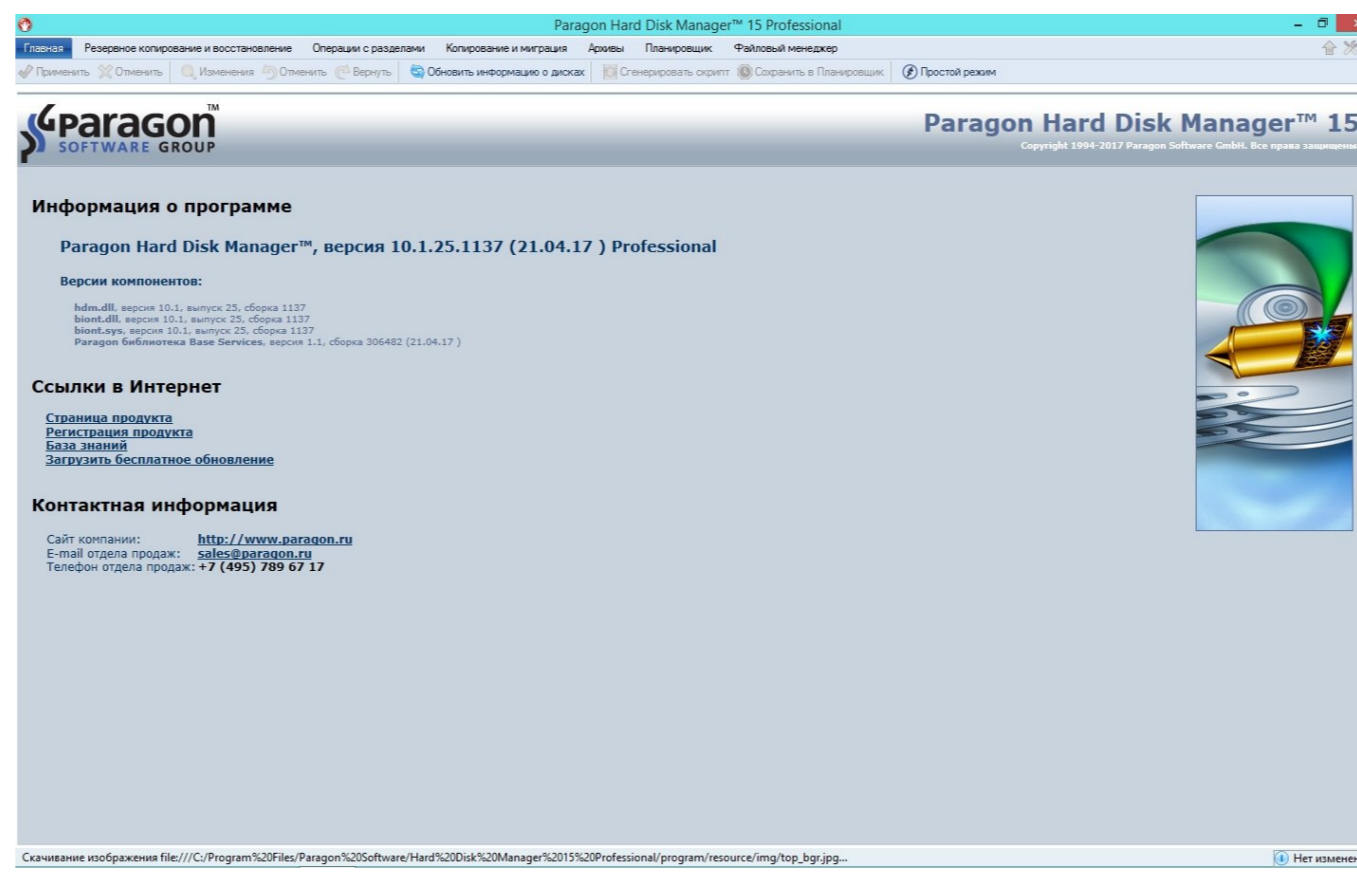 Paragon Hard Disk Manager™ 15 Professional
Главная Резервное копирование и восстановление Операции с разделами Копирование и миграция Архивы Планировщик Файловый менеджер
Применить Отменить Изменения Отменить Вернуть Обновить информацию о дисках Сгенерировать скрипт Сохранить в Планировщик Простой режим
Paragon™
SOFTWARE GROUP
Paragon Hard Disk Manager™ 15
Copyright 1994-2017 Paragon Software GmbH. Все права защищены
Информация о программе
Paragon Hard Disk Manager™, версия 10.1.25.1137 (21.04.17 ) Professional
Версии компонентов:
hdm.dll, версия 10.1, выпуск 25, сборка 1137
biont.dll, версия 10.1, выпуск 25, сборка 1137
biont.sys, версия 10.1, выпуск 25, сборка 1137
Paragon библиотека Base Services, версия 1.1, сборка 306482 (21.04.17 )
Ссылки в Интернет
Страница продукта
Регистрация продукта
База знаний
Загрузить бесплатное обновление
Контактная информация
Сайт компании: http://www.paragon.ru
E-mail отдела продаж: sales@paragon.ru
Телефон отдела продаж: +7 (495) 789 67 17
Скачивание изображения file:///C:/Program%20Files/Paragon%20Software/Hard%20Disk%20Manager%2015%20Professional/program/resource/img/top_bgr.jpg... Нет изменен